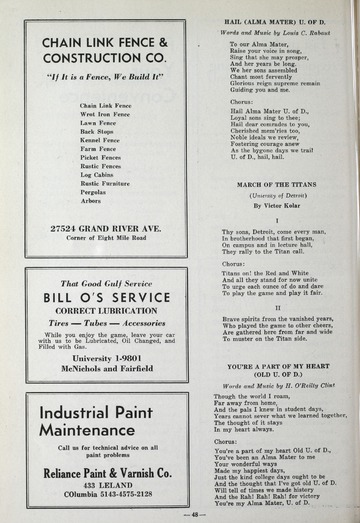 CHAIN LINK FENCE &
CONSTRUCTION CO.
"If It is a Fence, We Build It"
Chain Link Fence
Wrot Iron Fence
Lawn Fence
Back Stops
Kennel Fence
Farm Fence
Picket Fences
Rustic Fences
Log Cabins
Rustic Furniture
Pergolas
Arbors
27524 GRAND RIVER AVE.
Corner of Eight Mile Road
That Good Gulf Service
BILL O'S SERVICE
CORRECT LUBRICATION
Tires — Tubes — Accessories
While you enjoy the game, leave your car
with us to be Lubricated, Oil Changed, and
Filled with Gas.
University 1-9801
McNichols and Fairfield
Industrial Paint
Maintenance
Call us for technical advice on all
paint problems
Reliance Paint & Varnish Co.
433 LELAND
COlumbia 5143-4575-2128
HAIL (ALMA MATER) U. OF D.
Words and Music by Louis C. Rabaut
To our Alma Mater,
Raise your voice in song,
Sing that she may prosper,
And her years be long.
We her sons assembled
Chant most fervently
Glorious reign supreme remain
Guiding you and me.
Chorus:
Hail Alma Mater U. of D.,
Loyal sons sing to thee;
Hail dear comrades to you,
Cherished mem'ries too,
Noble ideals we review,
Fostering courage anew
As the bygone days we trail
U. of D., hail, hail.
MARCH OF THE TITANS
(University of Detroit)
By Victor Kolar
I
Thy sons, Detroit, come every man,
In brotherhood that first began,
On campus and in lecture hall,
They rally to the Titan call.
Chorus:
Titans on! the Red and White
And all they stand for now unite
To urge each ounce of do and dare
To play the game and play it fair.
II
Brave spirits from the vanished years,
Who played the game to other cheers,
Are gathered here from far and wide
To muster on the Titan side.
YOU'RE A PART OF MY HEART
(OLD U. OF D.)
Words and Music by H. O'Reilly Clint
Though the world I roam,
Far away from home,
And the pals I knew in student days,
Years cannot never what we learned together,
The thought of it stays
In my heart always.
Chorus:
You're a part of my heart Old U. of D.,
You've been an Alma Mater to me
Your wonderful ways
Made my happiest days,
Just the kind college days ought to be
And the thought that I've got old U. of D.
Will tell of times we made history
And the Rah! Rah! Rah! for victory
You're my Alma Mater, U. of D.
— 48 —